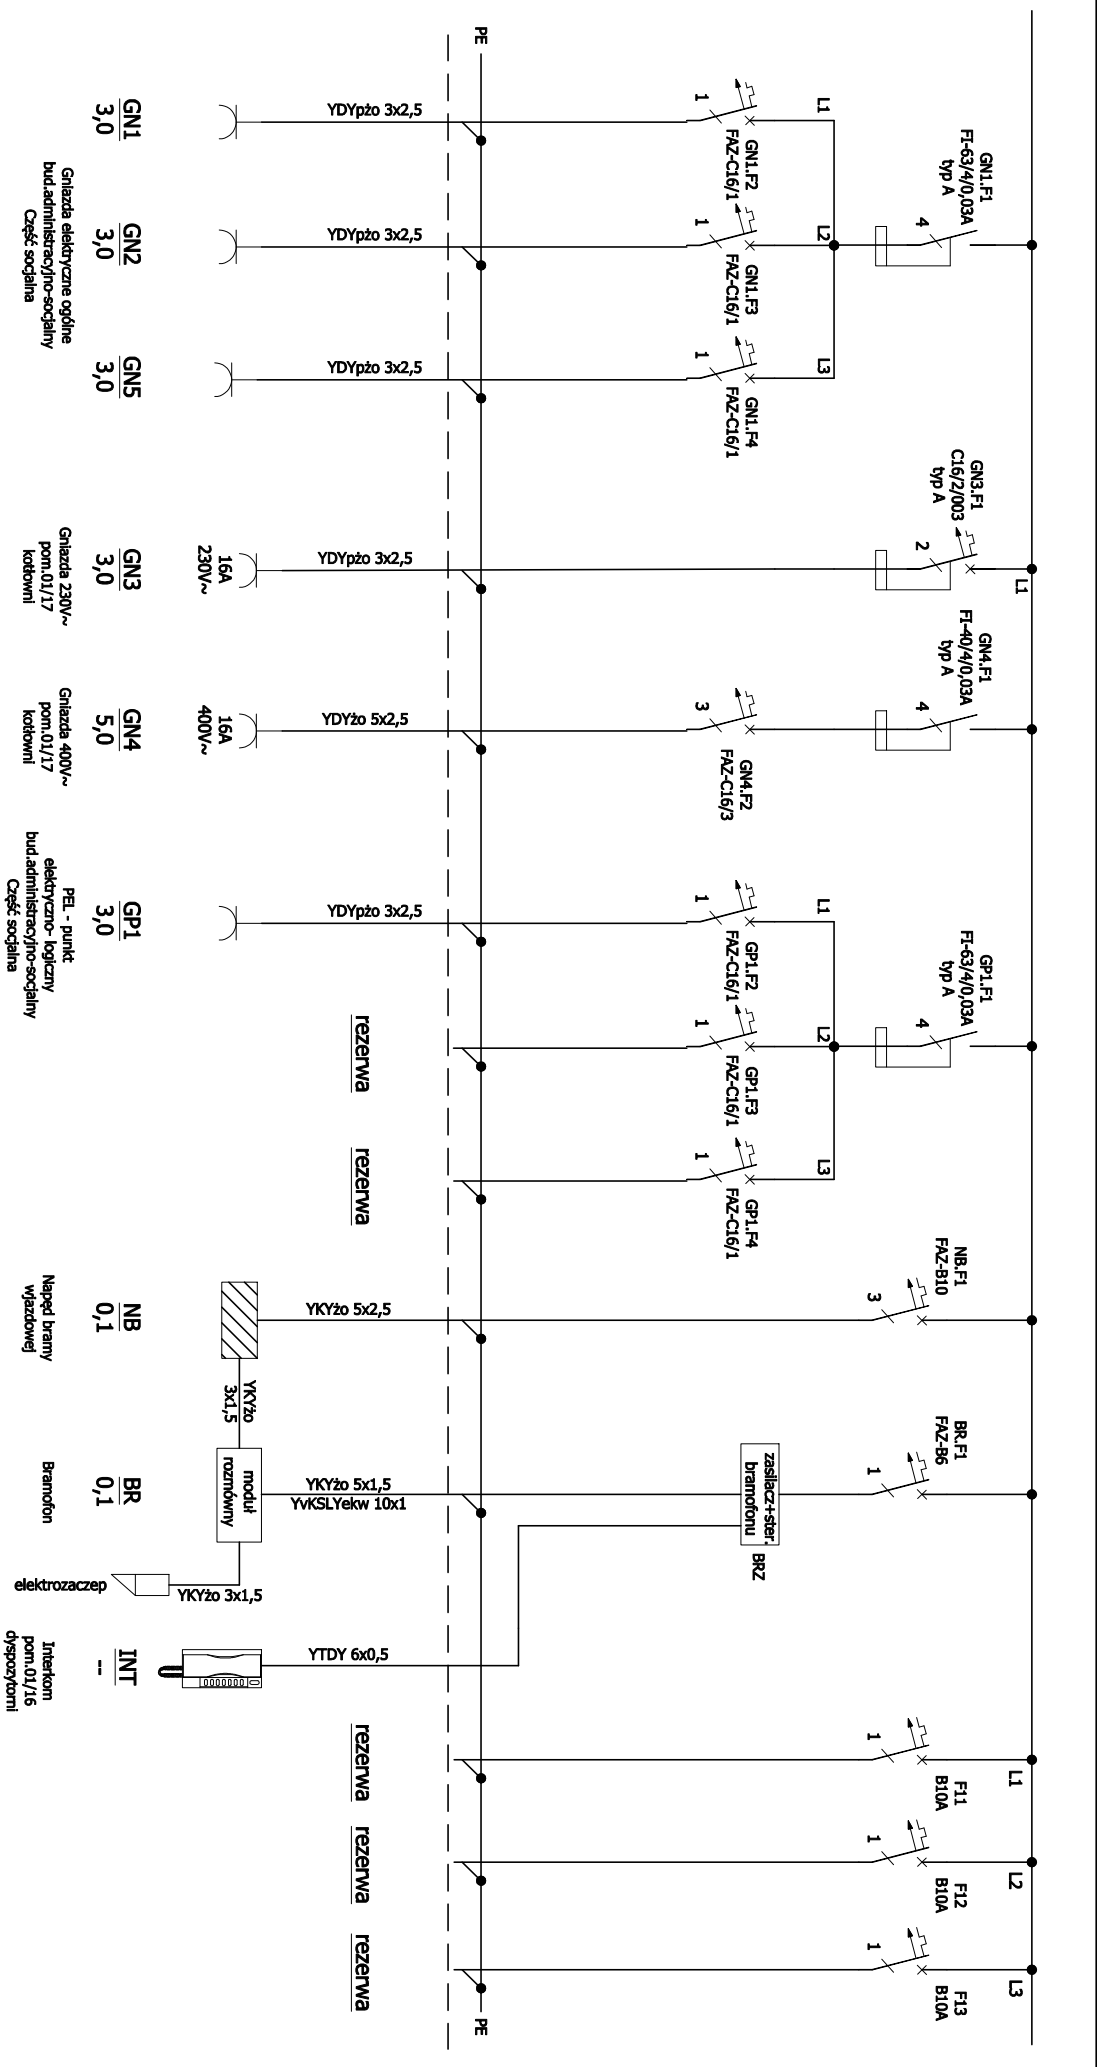 GN1.F1
FI-63/4/0,03A
typ A
4
L1
L2
L3
1
GN1.F2
FAZ-C16/1
1
GN1.F3
FAZ-C16/1
1
GN1.F4
FAZ-C16/1
PE
YDYpżo 3x2,5
YDYpżo 3x2,5
YDYpżo 3x2,5
GN1
3,0
GN2
3,0
GN5
3,0
Gniazda elektryczne ogólne
bud.administracyjno-socjalny
Część socjalna
GN3.F1
C16/2/003
typ A
2
L1
YDYpżo 3x2,5
16A
230V~
GN3
3,0
Gniazda 230V~
pom.01/17
kotłowni
GN4.F1
FI-40/4/0,03A
typ A
4
3
GN4.F2
FAZ-C16/3
YDYżo 5x2,5
16A
400V~
GN4
5,0
Gniazda 400V~
pom.01/17
kotłowni
GP1.F1
FI-63/4/0,03A
typ A
4
L1
L2
L3
1
GP1.F2
FAZ-C16/1
1
GP1.F3
FAZ-C16/1
1
GP1.F4
FAZ-C16/1
YDYpżo 3x2,5
rezerwa
rezerwa
GP1
3,0
PEL - punkt
elektryczno- logiczny
bud.administracyjno-socjalny
Część socjalna
NB.F1
FAZ-B10
3
YKYżo 5x2,5
NB
0,1
Napęd bramy
wjazdowej
YKYżo
3x1,5
BR.F1
FAZ-B6
1
zasilacz+ster.
bramofonu
BRZ
YKYżo 5x1,5
YvKSLYekw 10x1
moduł
rozmówny
BR
0,1
Bramofon
YKYżo 3x1,5
elektrozaczep
YTDY 6x0,5
INT
--
Interkom
pom.01/16
dyspozytorni
L1
F11
B10A
1
rezerwa
L2
F12
B10A
1
rezerwa
L3
F13
B10A
1
rezerwa
PE